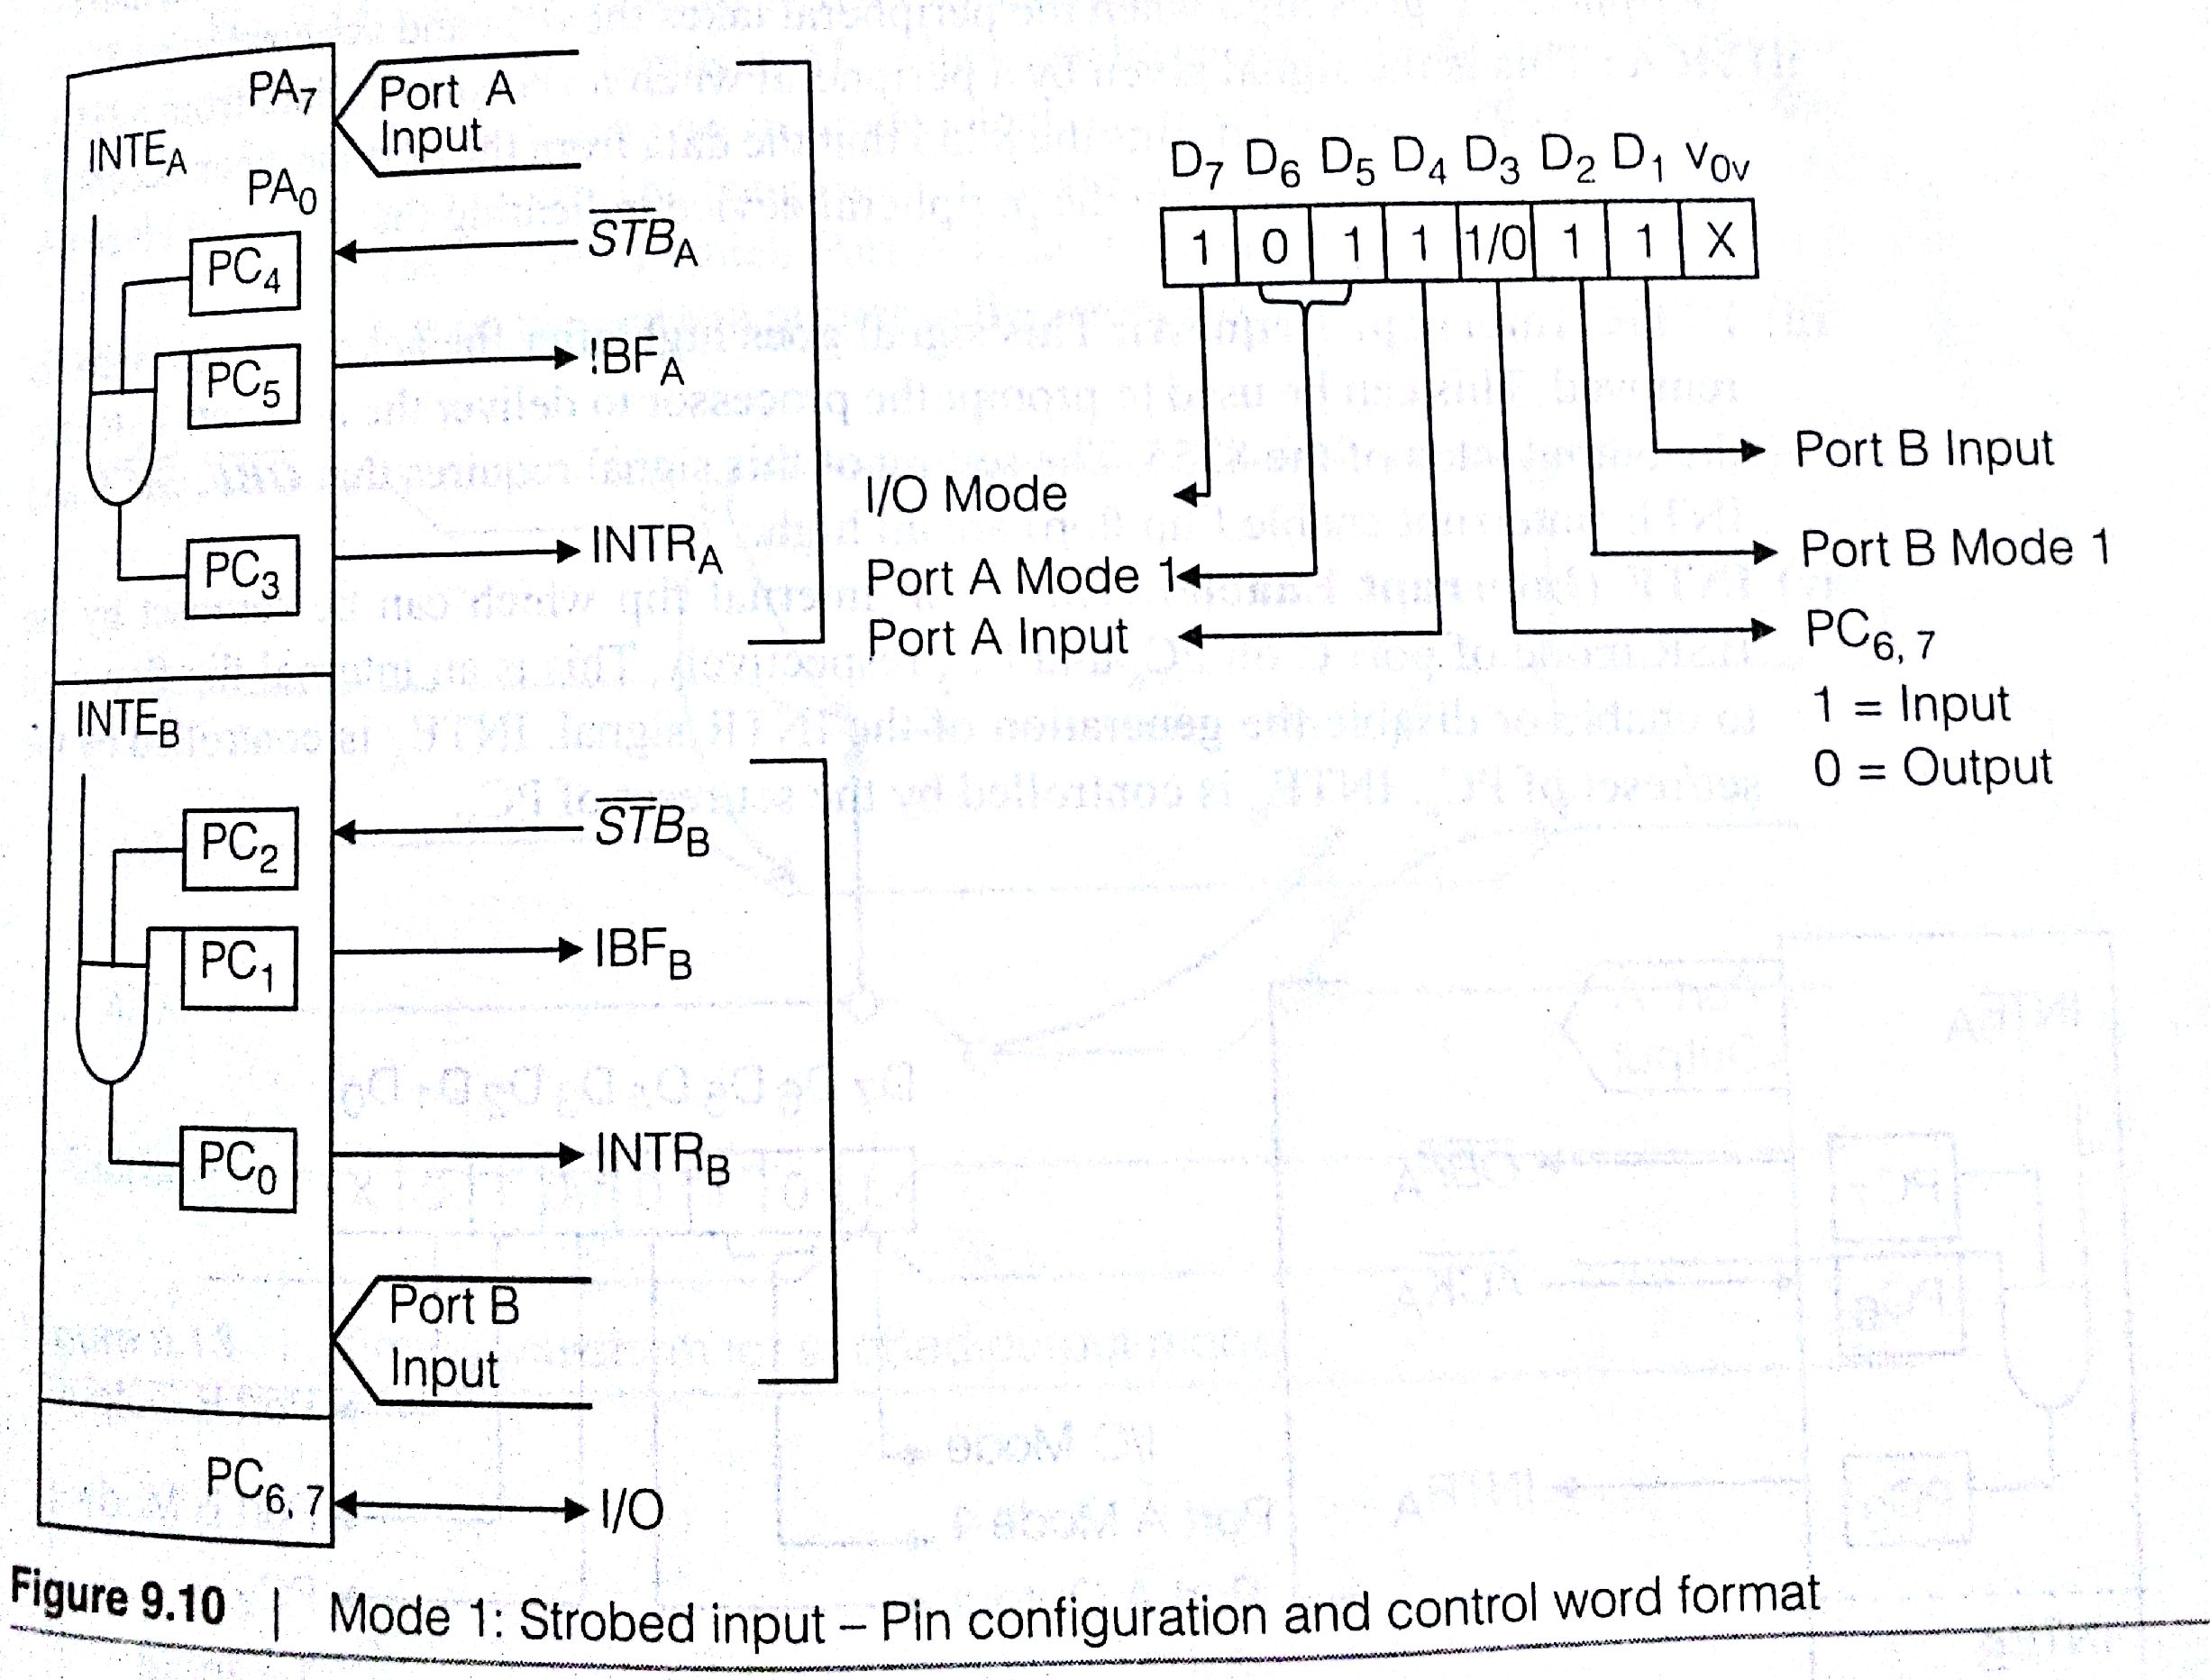 PA7
Port A
Input
INTEA
PA0
PC4
STBA
PC5
!BFA
PC3
INTRA
INTEB
PC2
STBB
PC1
IBFB
PC0
INTRB
Port B
Input
PC6, 7
I/O
D7 D6 D5 D4 D3 D2 D1 V0v
1 0 1 1 1/0 1 1 X
I/O Mode
Port A Mode 1
Port A Input
Port B Input
Port B Mode 1
PC6, 7
1 = Input
0 = Output
Figure 9.10 | Mode 1: Strobed input – Pin configuration and control word format